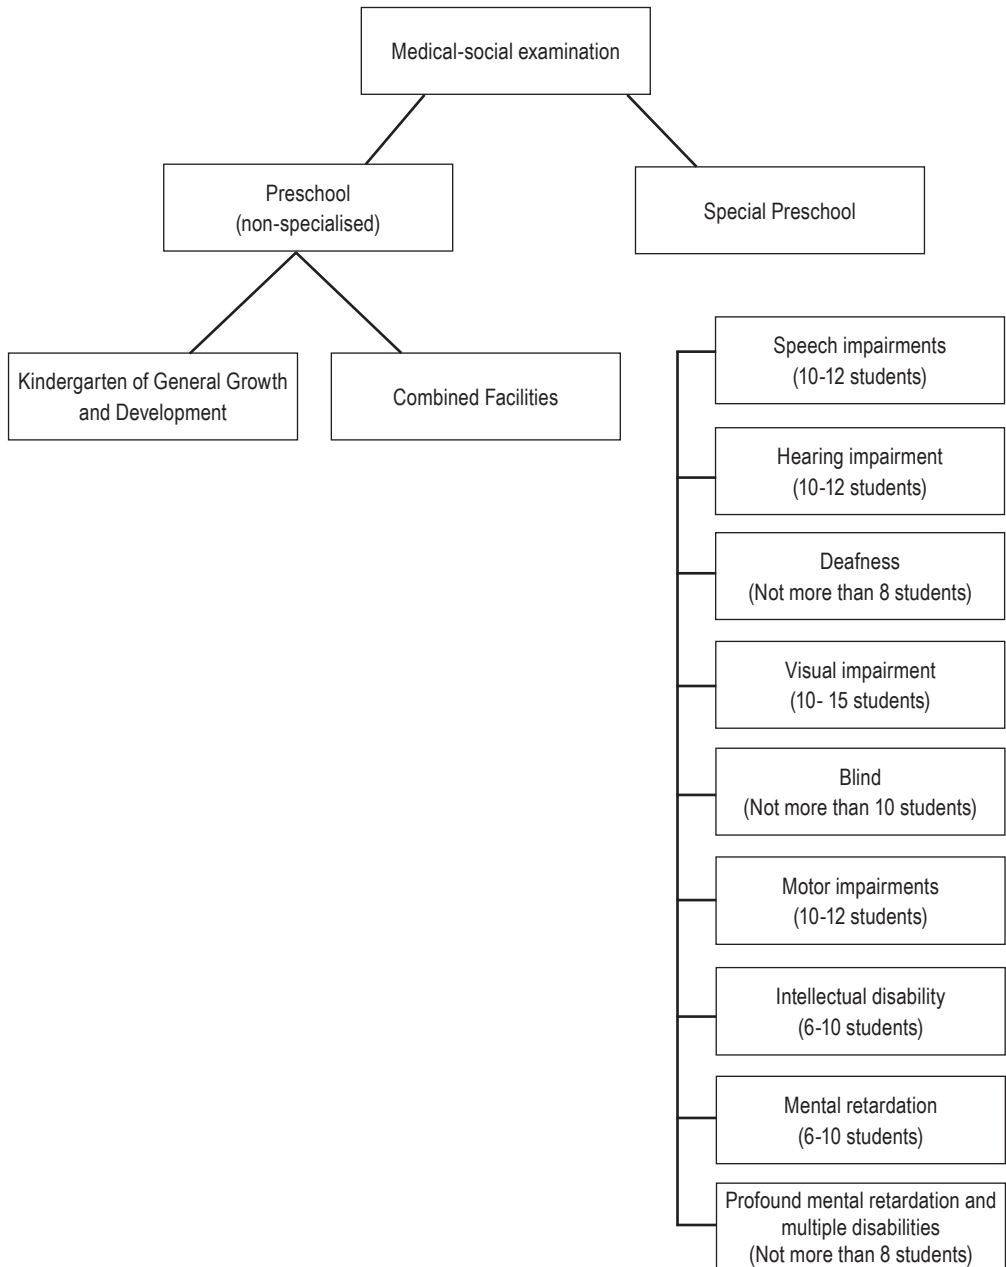 Medical-social examination
Preschool
(non-specialised)
Special Preschool
Kindergarten of General Growth
and Development
Combined Facilities
Speech impairments
(10-12 students)
Hearing impairment
(10-12 students)
Deafness
(Not more than 8 students)
Visual impairment
(10- 15 students)
Blind
(Not more than 10 students)
Motor impairments
(10-12 students)
Intellectual disability
(6-10 students)
Mental retardation
(6-10 students)
Profound mental retardation and
multiple disabilities
(Not more than 8 students)